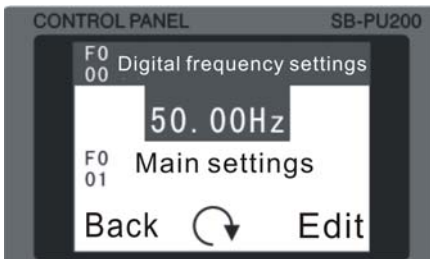 CONTROL PANEL SB-PU200
F0
00 Digital frequency settings
50.00Hz
F0
01 Main settings
Back Edit